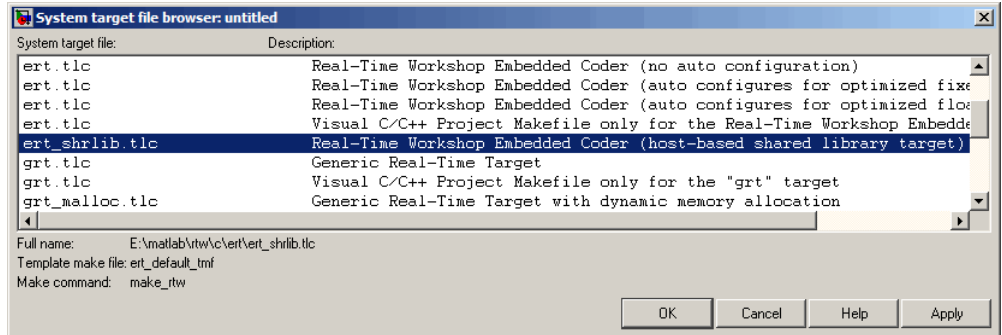 System target file browser: untitled
System target file: Description:
ert.tlc Real-Time Workshop Embedded Coder (no auto configuration)
ert.tlc Real-Time Workshop Embedded Coder (auto configures for optimized fixe
ert.tlc Real-Time Workshop Embedded Coder (auto configures for optimized floa
ert.tlc Visual C/C++ Project Makefile only for the Real-Time Workshop Embedde
ert_shrlib.tlc Real-Time Workshop Embedded Coder (host-based shared library target)
grt.tlc Generic Real-Time Target
grt.tlc Visual C/C++ Project Makefile only for the "grt" target
grt_malloc.tlc Generic Real-Time Target with dynamic memory allocation
Full name: E:\matlab\rtw\c\ert\ert_shrlib.tlc
Template make file: ert_default_tmf
Make command: make_rtw
OK Cancel Help Apply